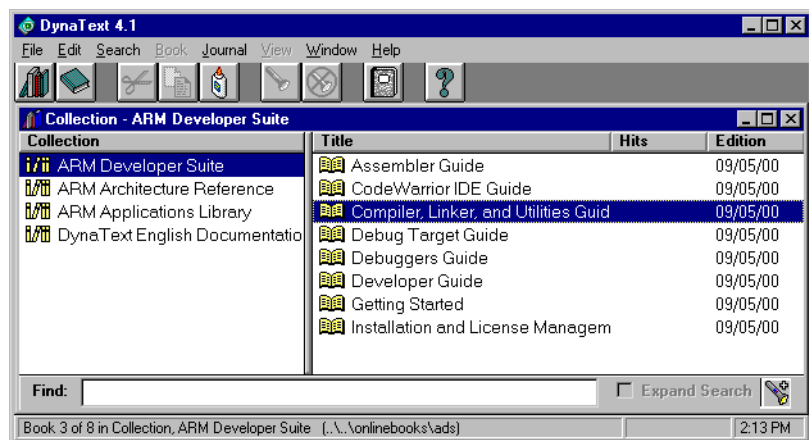 DynaText 4.1
File Edit Search Book Journal View Window Help
Collection - ARM Developer Suite
Collection Title Hits Edition
ARM Developer Suite Assembler Guide 09/05/00
ARM Architecture Reference CodeWarrior IDE Guide 09/05/00
ARM Applications Library Compiler, Linker, and Utilities Guid 09/05/00
DynaText English Documentatio Debug Target Guide 09/05/00
Debuggers Guide 09/05/00
Developer Guide 09/05/00
Getting Started 09/05/00
Installation and License Managem 09/05/00
Find: Expand Search
Book 3 of 8 in Collection, ARM Developer Suite (..\..\onlinebooks\ads) 2:13 PM